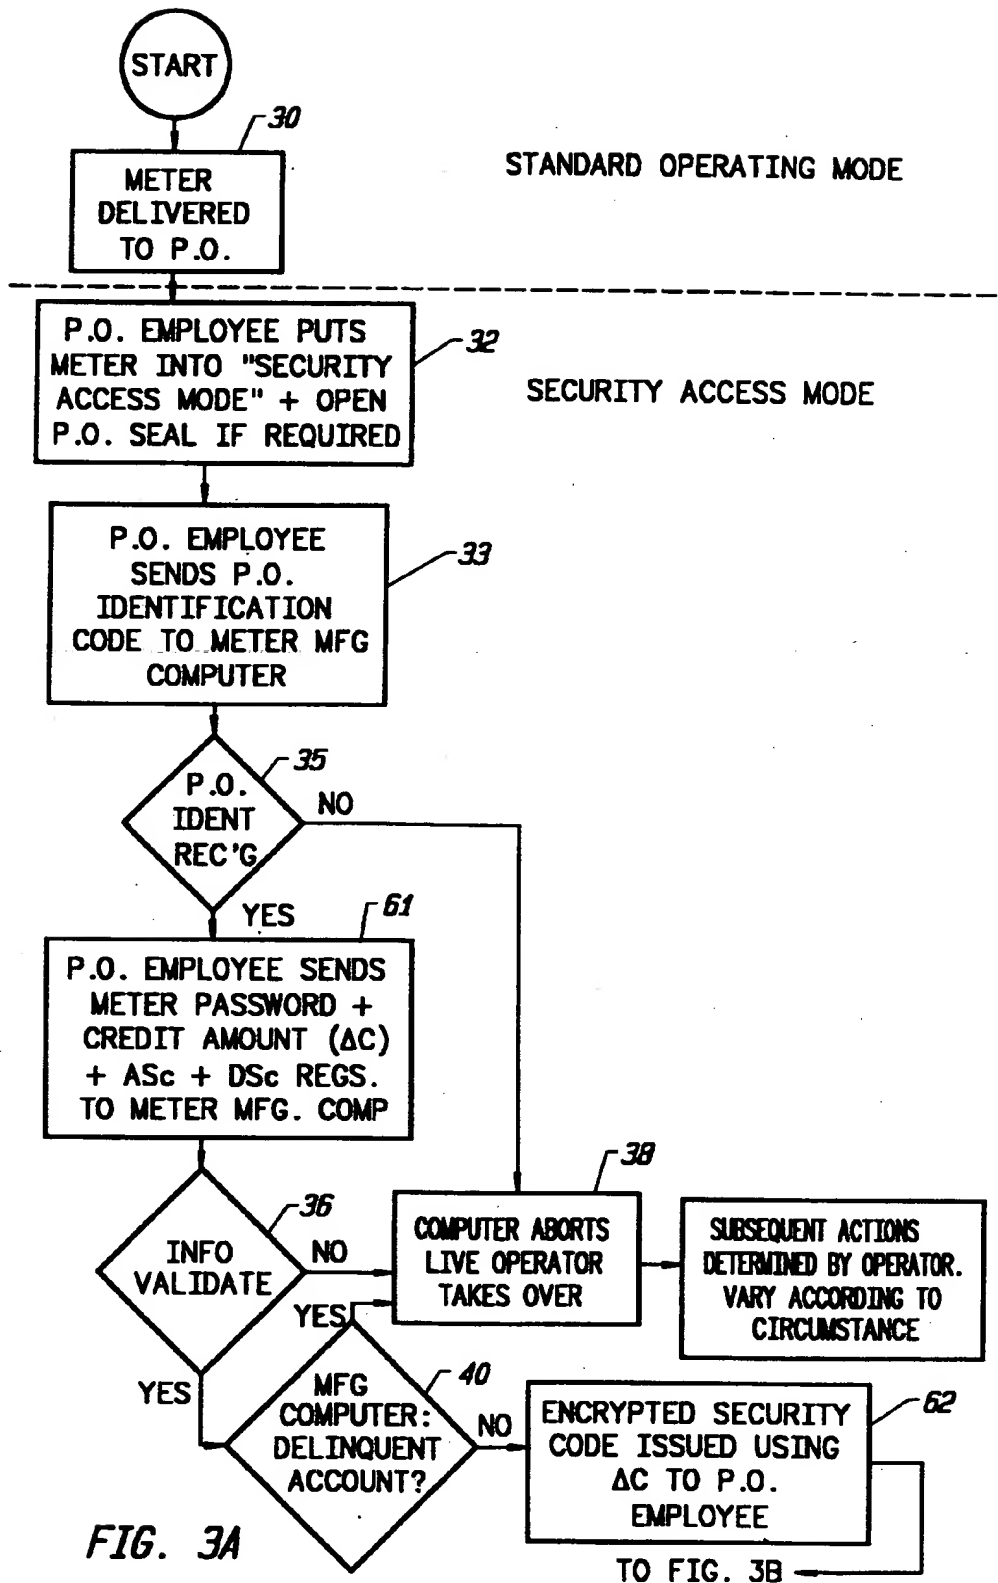 START
30
METER
DELIVERED
TO P.O.
STANDARD OPERATING MODE
P.O. EMPLOYEE PUTS
METER INTO "SECURITY
ACCESS MODE" + OPEN
P.O. SEAL IF REQUIRED
32
SECURITY ACCESS MODE
P.O. EMPLOYEE
SENDS P.O.
IDENTIFICATION
CODE TO METER MFG
COMPUTER
33
P.O.
IDENT
REC'G
35
NO
YES
61
P.O. EMPLOYEE SENDS
METER PASSWORD +
CREDIT AMOUNT (ΔC)
+ ASc + DSc REGS.
TO METER MFG. COMP
INFO
VALIDATE
36
NO
YES
38
COMPUTER ABORTS
LIVE OPERATOR
TAKES OVER
SUBSEQUENT ACTIONS
DETERMINED BY OPERATOR.
VARY ACCORDING TO
CIRCUMSTANCE
YES
MFG
COMPUTER:
DELINQUENT
ACCOUNT?
40
NO
62
ENCRYPTED SECURITY
CODE ISSUED USING
ΔC TO P.O.
EMPLOYEE
TO FIG. 3B
FIG. 3A